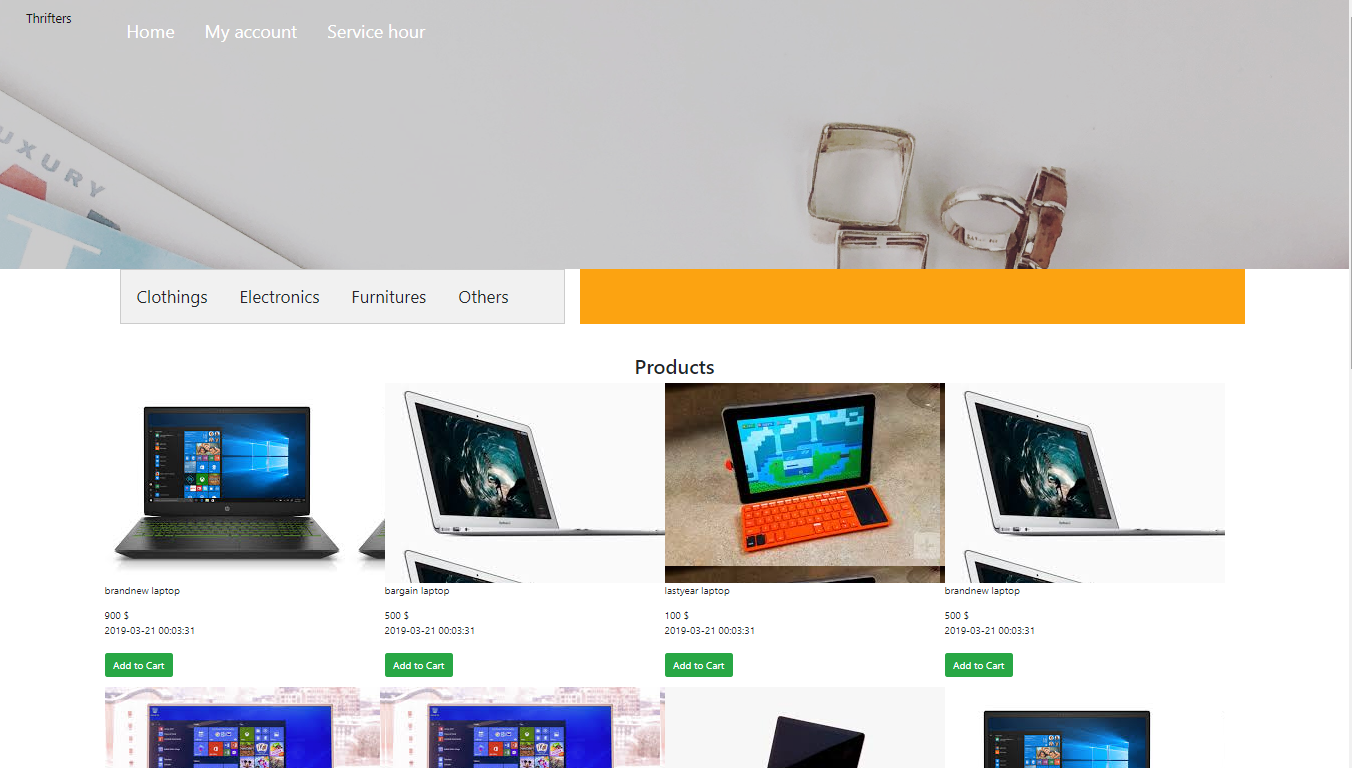 Thrifters
Home My account Service hour
LUXURY
T
Clothings Electronics Furnitures Others
Products
brandnew laptop bargain laptop lastyear laptop brandnew laptop
900 $ 500 $ 100 $ 500 $
2019-03-21 00:03:31 2019-03-21 00:03:31 2019-03-21 00:03:31 2019-03-21 00:03:31
Add to Cart Add to Cart Add to Cart Add to Cart